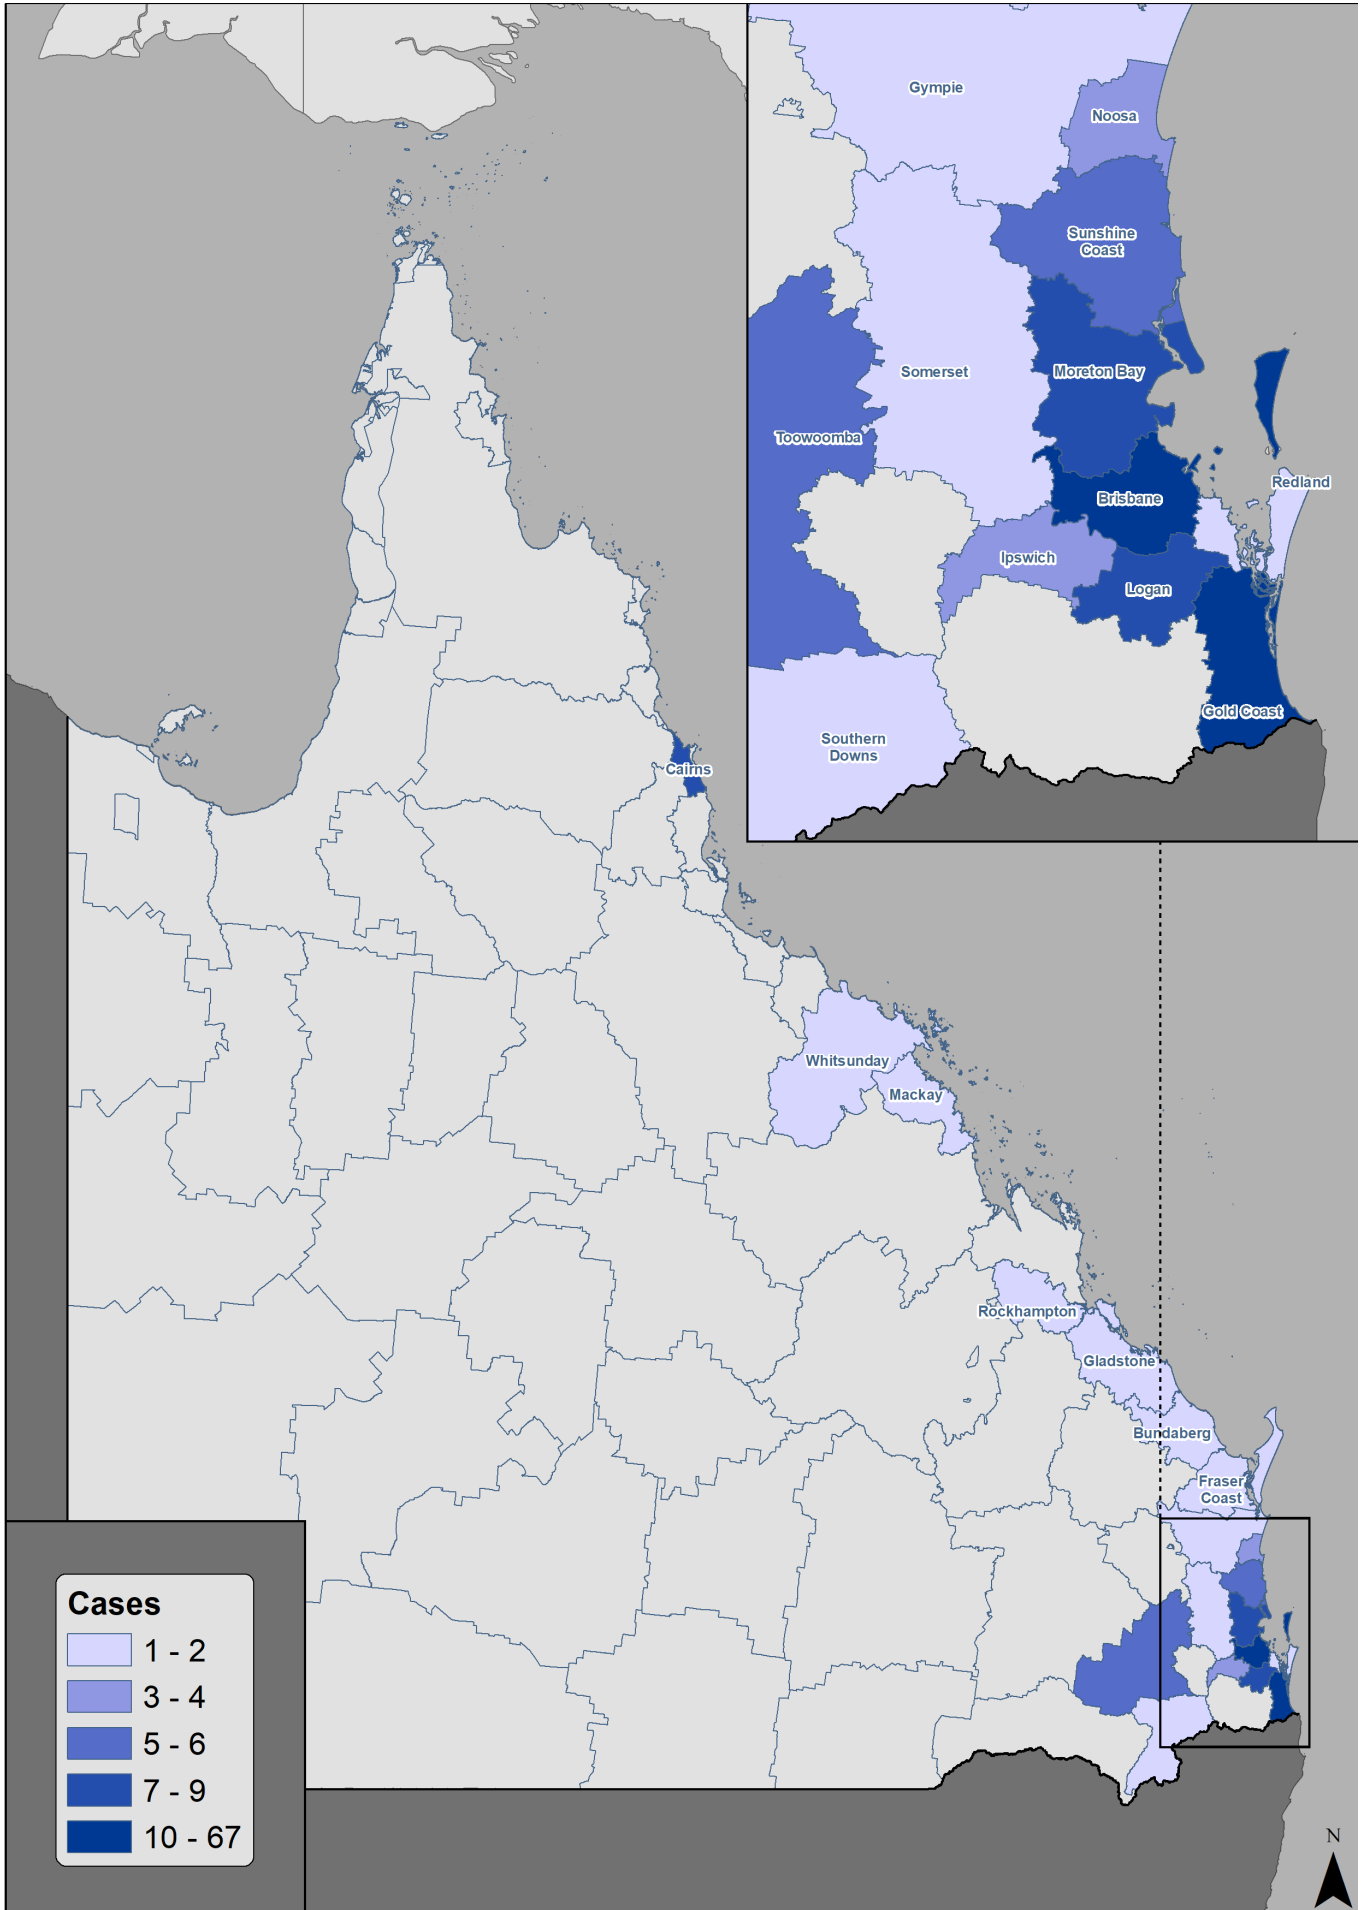 Gympie
Noosa
Sunshine
Coast
Somerset
Moreton Bay
Toowoomba
Redland
Brisbane
Ipswich
Logan
Gold Coast
Southern
Downs
Cairns
Whitsunday
Mackay
Rockhampton
Gladstone
Bundaberg
Fraser
Coast
Cases
1 - 2
3 - 4
5 - 6
7 - 9
10 - 67
N